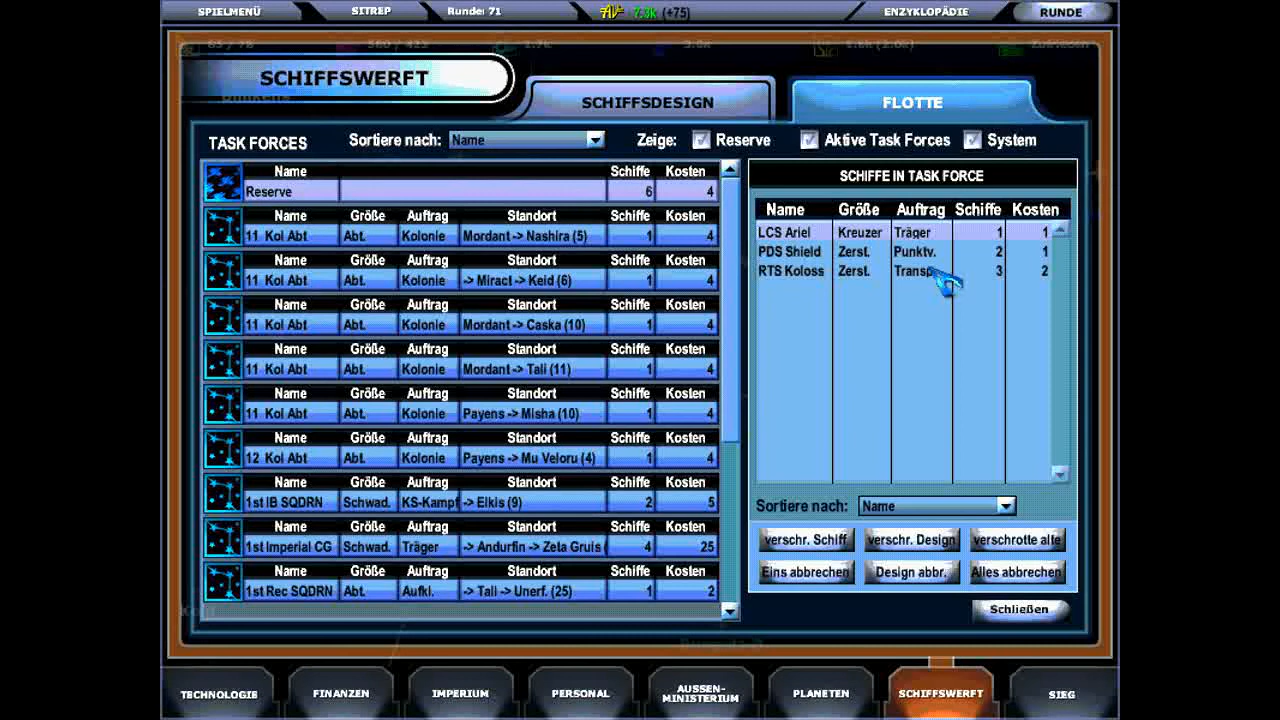 SPIELMENÜ SITREP Runde: 71 AV= 7.3k (+75) ENZYKLOPÄDIE RUNDE
SCHIFFSWERFT
SCHIFFSDESIGN FLOTTE
TASK FORCES Sortiere nach: Name Zeige: Reserve Aktive Task Forces System
Name Schiffe Kosten
Reserve 6 4
Name Größe Auftrag Standort Schiffe Kosten
11 Kol Abt Abt. Kolonie Mordant -> Nashira (5) 1 4
Name Größe Auftrag Standort Schiffe Kosten
11 Kol Abt Abt. Kolonie -> Miract -> Keid (6) 1 4
Name Größe Auftrag Standort Schiffe Kosten
11 Kol Abt Abt. Kolonie Mordant -> Caska (10) 1 4
Name Größe Auftrag Standort Schiffe Kosten
11 Kol Abt Abt. Kolonie Mordant -> Tali (11) 1 4
Name Größe Auftrag Standort Schiffe Kosten
11 Kol Abt Abt. Kolonie Payens -> Misha (10) 1 4
Name Größe Auftrag Standort Schiffe Kosten
12 Kol Abt Abt. Kolonie Payens -> Mu Veloru (4) 1 4
Name Größe Auftrag Standort Schiffe Kosten
1st IB SQDRN Schwad. KS-Kampf -> Elkis (9) 2 5
Name Größe Auftrag Standort Schiffe Kosten
1st Imperial CG Schwad. Träger -> Andurfin -> Zeta Gruis ( 4 25
Name Größe Auftrag Standort Schiffe Kosten
1st Rec SQDRN Abt. Aufkl. -> Tali -> Unerf. (25) 1 2
SCHIFFE IN TASK FORCE
Name Größe Auftrag Schiffe Kosten
LCS Ariel Kreuzer Träger 1 1
PDS Shield Zerst. Punktv. 2 1
RTS Koloss Zerst. Transp. 3 2
Sortiere nach: Name
verschr. Schiff verschr. Design verschrotte alte
Eins abbrechen Design abbr. Alles abbrechen
Schließen
TECHNOLOGIE FINANZEN IMPERIUM PERSONAL AUSSEN-
MINISTERIUM PLANETEN SCHIFFSWERFT SIEG